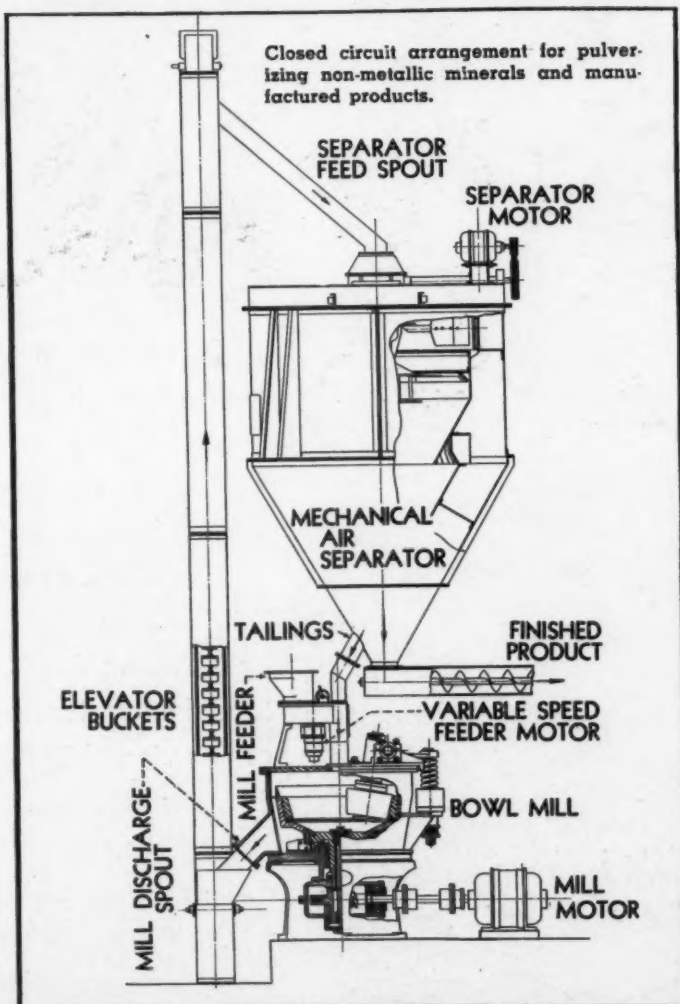 Closed circuit arrangement for pulver-
izing non-metallic minerals and manu-
factured products.
SEPARATOR
FEED SPOUT
SEPARATOR
MOTOR
MECHANICAL
AIR
SEPARATOR
TAILINGS
FINISHED
PRODUCT
ELEVATOR
BUCKETS
MILL FEEDER
VARIABLE SPEED
FEEDER MOTOR
BOWL MILL
MILL DISCHARGE
SPOUT
MILL
MOTOR